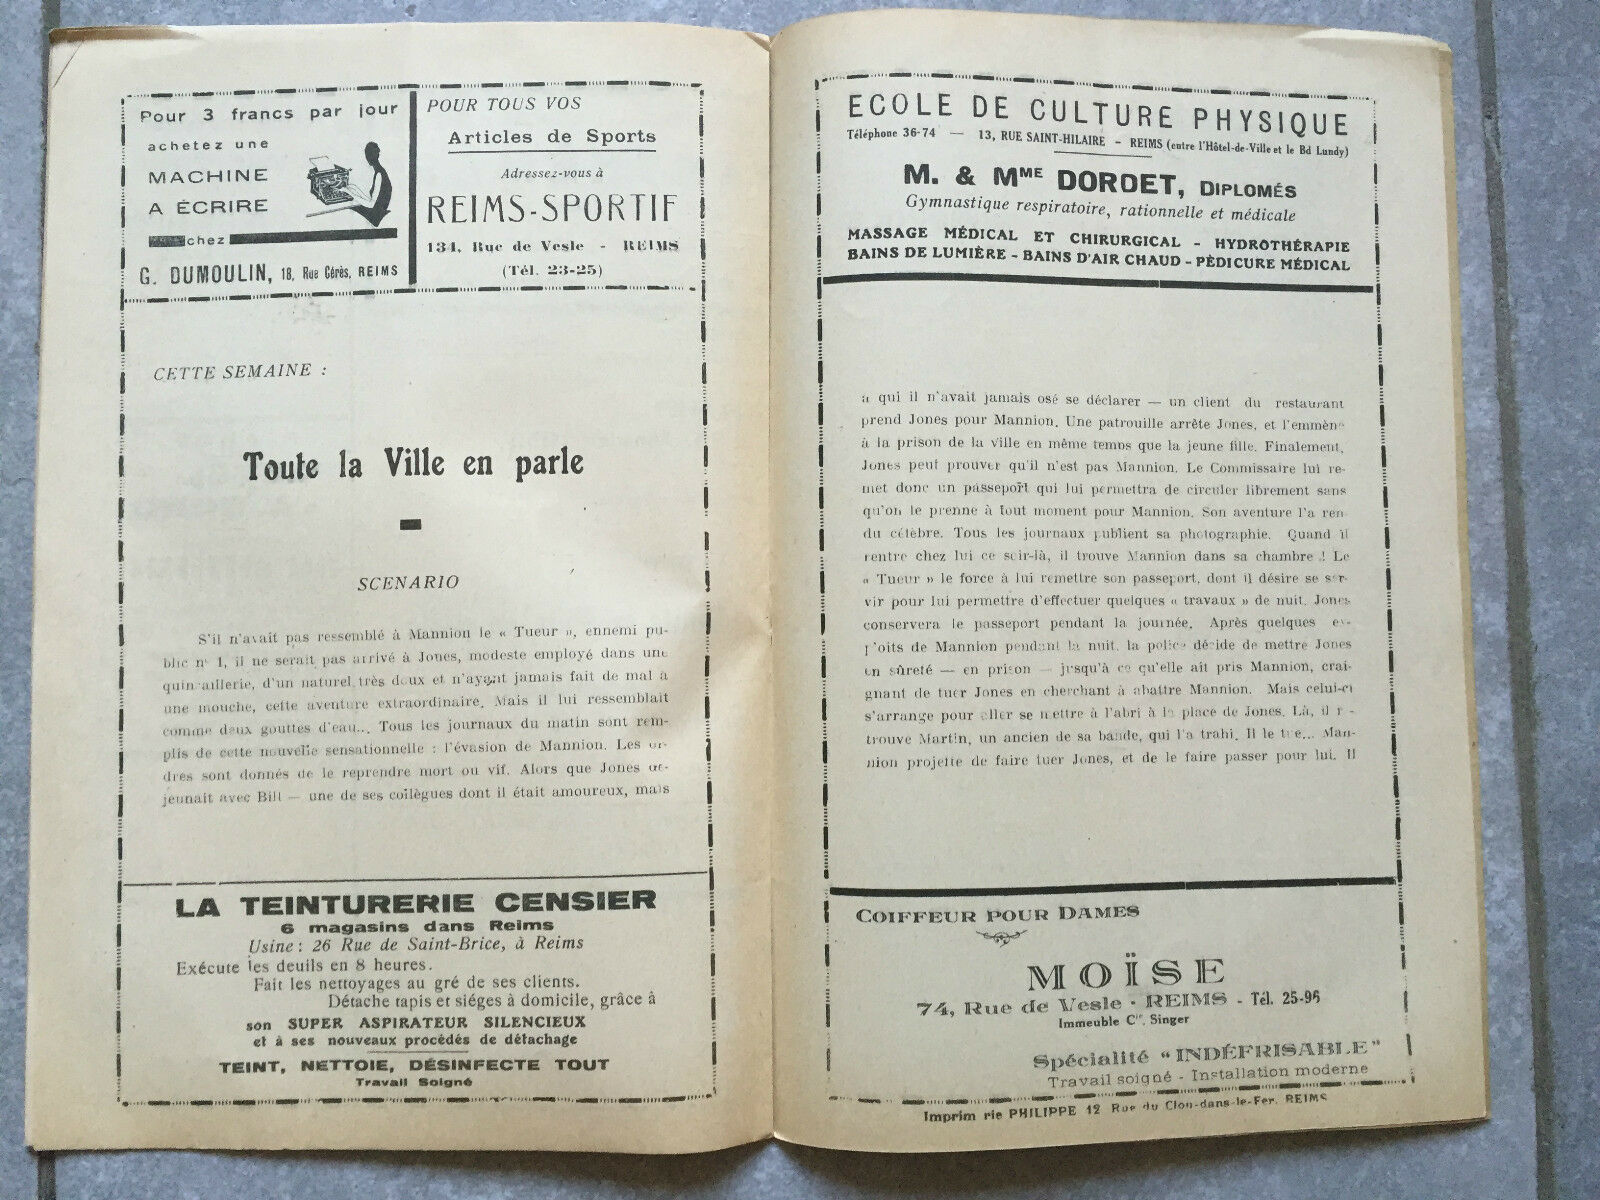 Pour 3 francs par jour
achetez une
MACHINE
A ÉCRIRE
chez
G. DUMOULIN, 18, Rue Cérès, REIMS
POUR TOUS VOS
Articles de Sports
Adressez-vous à
REIMS-SPORTIF
134, Rue de Vesle - REIMS
(Tél. 23-25)
CETTE SEMAINE :
Toute la Ville en parle
SCENARIO
S'il n'avait pas ressemblé à Mannion le « Tueur », ennemi pu-
blic n° 1, il ne serait pas arrivé à Jones, modeste employé dans une
quincaillerie, d'un naturel très doux et n'ayant jamais fait de mal à
une mouche, cette aventure extraordinaire. Mais il lui ressemblait
comme deux gouttes d'eau... Tous les journaux du matin sont rem-
plis de cette nouvelle sensationnelle : l'évasion de Mannion. Les or-
dres sont donnés de le reprendre mort ou vif. Alors que Jones dé-
jeunait avec Bill — une de ses collègues dont il était amoureux, mais
LA TEINTURERIE CENSIER
6 magasins dans Reims
Usine : 26 Rue de Saint-Brice, à Reims
Exécute les deuils en 8 heures.
Fait les nettoyages au gré de ses clients.
Détache tapis et siéges à domicile, grâce à
son SUPER ASPIRATEUR SILENCIEUX
et à ses nouveaux procédés de détachage
TEINT, NETTOIE, DÉSINFECTE TOUT
Travail Soigné
ECOLE DE CULTURE PHYSIQUE
Téléphone 36-74 — 13, RUE SAINT-HILAIRE - REIMS (entre l'Hôtel-de-Ville et le Bd Lundy)
M. & MME DORDET, DIPLOMÉS
Gymnastique respiratoire, rationnelle et médicale
MASSAGE MÉDICAL ET CHIRURGICAL - HYDROTHÉRAPIE
BAINS DE LUMIÈRE - BAINS D'AIR CHAUD - PÈDICURE MÉDICAL
à qui il n'avait jamais osé se déclarer — un client du restaurant
prend Jones pour Mannion. Une patrouille arrête Jones, et l'emmène
à la prison de la ville en même temps que la jeune fille. Finalement,
Jones peut prouver qu'il n'est pas Mannion. Le Commissaire lui re-
met donc un passeport qui lui permettra de circuler librement sans
qu'on le prenne à tout moment pour Mannion. Son aventure l'a ren-
du célèbre. Tous les journaux publient sa photographie. Quand il
rentre chez lui ce soir-là, il trouve Mannion dans sa chambre ! Le
« Tueur » le force à lui remettre son passeport, dont il désire se ser-
vir pour lui permettre d'effectuer quelques « travaux » de nuit. Jones
conservera le passeport pendant la journée. Après quelques ex-
ploits de Mannion pendant la nuit, la police décide de mettre Jones
en sûreté — en prison — jusqu'à ce qu'elle ait pris Mannion, crai-
gnant de tuer Jones en cherchant à abattre Mannion. Mais celui-ci
s'arrange pour aller se mettre à l'abri à la place de Jones. Là, il r -
trouve Martin, un ancien de sa bande, qui l'a trahi. Il le tue... Man-
nion projette de faire tuer Jones, et de le faire passer pour lui. Il
COIFFEUR POUR DAMES
MOÏSE
74, Rue de Vesle - REIMS - Tél. 25-96
Immeuble Cie. Singer
Spécialité "INDÉFRISABLE"
Travail soigné - Installation moderne
Imprim rie PHILIPPE 12 Rue du Clou-dans-le-Fer, REIMS